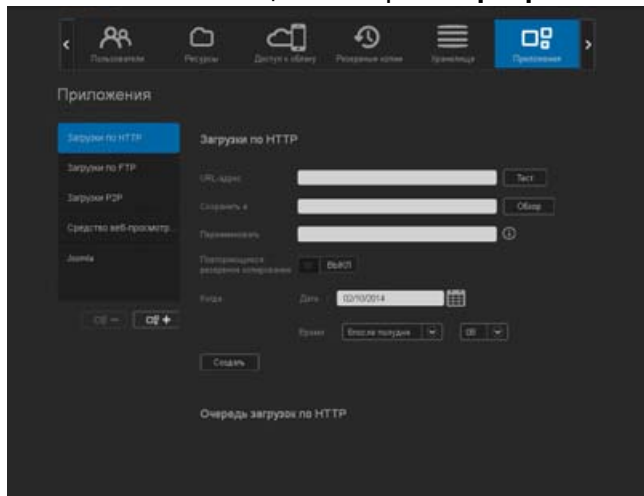 Пользователи Ресурсы Доступ к облаку Резервные копии Хранилище Приложения
Приложения
Загрузки по HTTP
Загрузки по FTP
Загрузки P2P
Средство веб-просмотр...
Joomla
Загрузки по HTTP
URL-адрес Тест
Сохранить в Обзор
Переименовать
Повторяющееся резервное копирование ВЫКЛ
Когда Дата 02/10/2014
Время После полудня 08
Создать
Очередь загрузок по HTTP